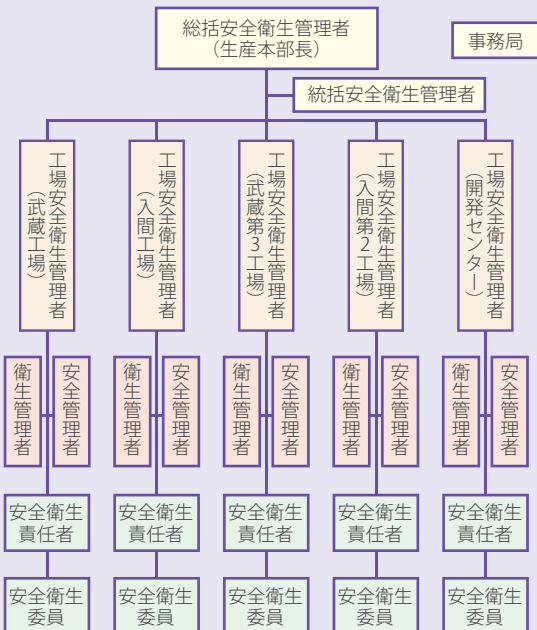 総括安全衛生管理者
（生産本部長）
事務局
統括安全衛生管理者
工場安全衛生管理者
（武蔵工場）
工場安全衛生管理者
（入間工場）
工場安全衛生管理者
（武蔵第3工場）
工場安全衛生管理者
（入間第2工場）
工場安全衛生管理者
（開発センター）
衛生管理者
安全管理者
衛生管理者
安全管理者
衛生管理者
安全管理者
衛生管理者
安全管理者
衛生管理者
安全管理者
安全衛生
責任者
安全衛生
責任者
安全衛生
責任者
安全衛生
責任者
安全衛生
責任者
安全衛生
委員
安全衛生
委員
安全衛生
委員
安全衛生
委員
安全衛生
委員